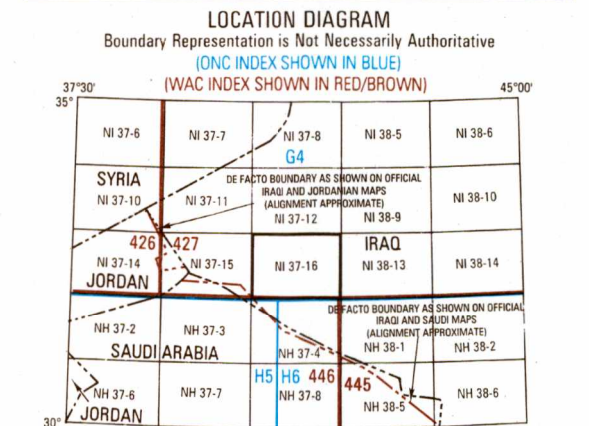 LOCATION DIAGRAM
Boundary Representation is Not Necessarily Authoritative
(ONC INDEX SHOWN IN BLUE)
(WAC INDEX SHOWN IN RED/BROWN)
37°30' 45°00'
35°
NI 37-6 NI 37-7 NI 37-8 NI 38-5 NI 38-6
G4
SYRIA
DE FACTO BOUNDARY AS SHOWN ON OFFICIAL
IRAQI AND JORDANIAN MAPS
(ALIGNMENT APPROXIMATE)
NI 37-10 NI 37-11 NI 37-12 NI 38-9 NI 38-10
426 427 IRAQ
NI 37-14 NI 37-15 NI 37-16 NI 38-13 NI 38-14
JORDAN
DE FACTO BOUNDARY AS SHOWN ON OFFICIAL
IRAQI AND SAUDI MAPS
(ALIGNMENT APPROXIMATE)
NH 37-2 NH 37-3 NH 37-4 NH 38-1 NH 38-2
SAUDI ARABIA
H5 H6 446 445
NH 37-6 NH 37-7 NH 37-8 NH 38-5 NH 38-6
JORDAN
30°